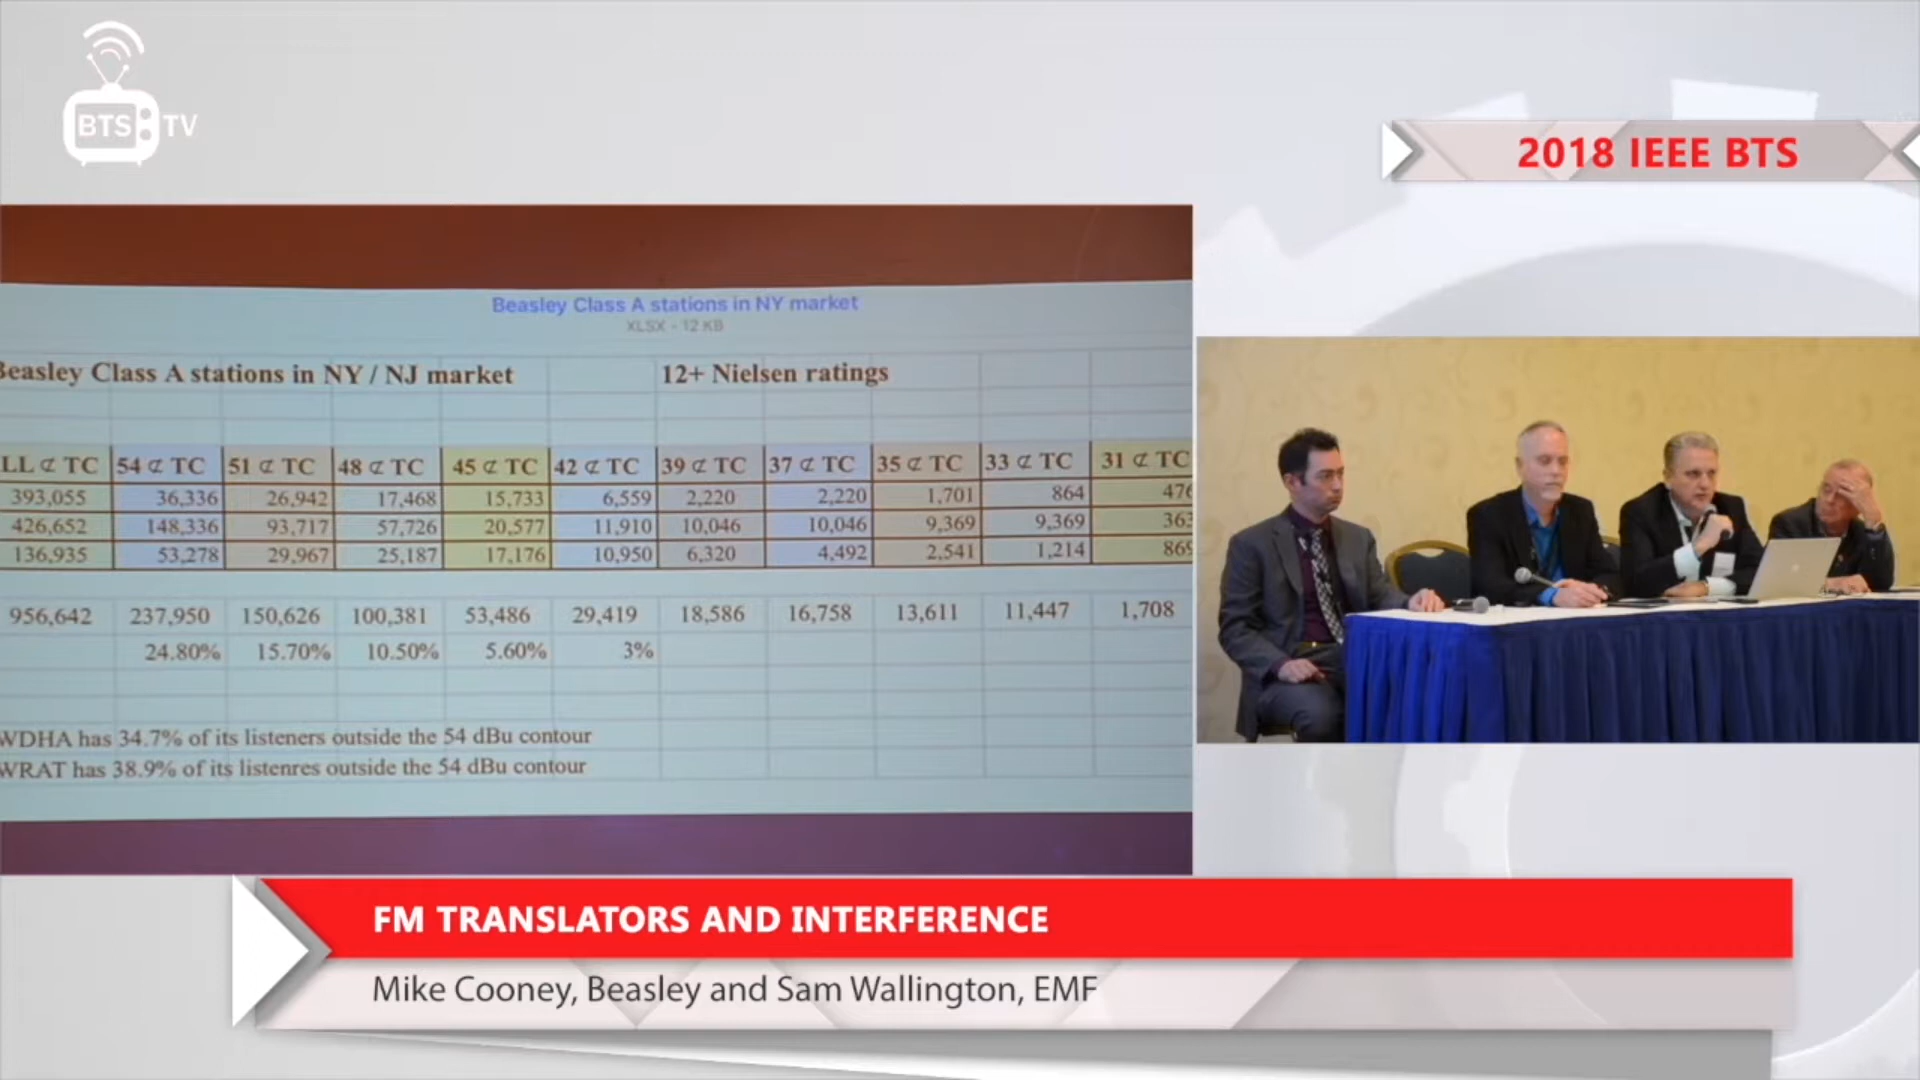 BTS TV
2018 IEEE BTS
Beasley Class A stations in NY market
XLSX - 12 KB
Beasley Class A stations in NY / NJ market 12+ Nielsen ratings
LL ⊄ TC 54 ⊄ TC 51 ⊄ TC 48 ⊄ TC 45 ⊄ TC 42 ⊄ TC 39 ⊄ TC 37 ⊄ TC 35 ⊄ TC 33 ⊄ TC 31 ⊄ TC
393,055 36,336 26,942 17,468 15,733 6,559 2,220 2,220 1,701 864 476
426,652 148,336 93,717 57,726 20,577 11,910 10,046 10,046 9,369 9,369 363
136,935 53,278 29,967 25,187 17,176 10,950 6,320 4,492 2,541 1,214 869
956,642 237,950 150,626 100,381 53,486 29,419 18,586 16,758 13,611 11,447 1,708
24.80% 15.70% 10.50% 5.60% 3%
WDHA has 34.7% of its listeners outside the 54 dBu contour
WRAT has 38.9% of its listenres outside the 54 dBu contour
FM TRANSLATORS AND INTERFERENCE
Mike Cooney, Beasley and Sam Wallington, EMF